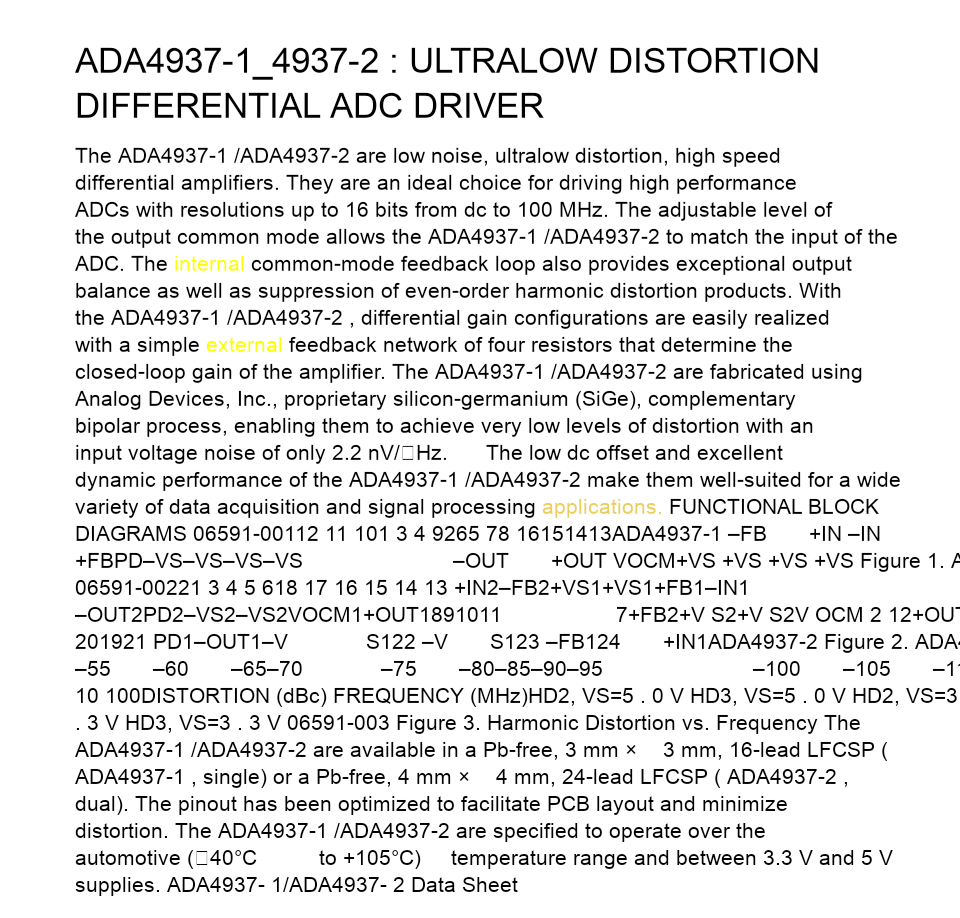 ADA4937-1_4937-2 : ULTRALOW DISTORTION
DIFFERENTIAL ADC DRIVER
The ADA4937-1 /ADA4937-2 are low noise, ultralow distortion, high speed
differential amplifiers. They are an ideal choice for driving high performance
ADCs with resolutions up to 16 bits from dc to 100 MHz. The adjustable level of
the output common mode allows the ADA4937-1 /ADA4937-2 to match the input of the
ADC. The internal common-mode feedback loop also provides exceptional output
balance as well as suppression of even-order harmonic distortion products. With
the ADA4937-1 /ADA4937-2 , differential gain configurations are easily realized
with a simple external feedback network of four resistors that determine the
closed-loop gain of the amplifier. The ADA4937-1 /ADA4937-2 are fabricated using
Analog Devices, Inc., proprietary silicon-germanium (SiGe), complementary
bipolar process, enabling them to achieve very low levels of distortion with an
input voltage noise of only 2.2 nV/□Hz. The low dc offset and excellent
dynamic performance of the ADA4937-1 /ADA4937-2 make them well-suited for a wide
variety of data acquisition and signal processing applications. FUNCTIONAL BLOCK
DIAGRAMS 06591-00112 11 101 3 4 9265 78 16151413ADA4937-1 –FB +IN –IN
+FBPD–VS–VS–VS–VS –OUT +OUT VOCM+VS +VS +VS +VS Figure 1. A
06591-00221 3 4 5 618 17 16 15 14 13 +IN2–FB2+VS1+VS1+FB1–IN1
–OUT2PD2–VS2–VS2VOCM1+OUT1891011 7+FB2+V S2+V S2V OCM 2 12+OUT
201921 PD1–OUT1–V S122 –V S123 –FB124 +IN1ADA4937-2 Figure 2. ADA4
–55 –60 –65–70 –75 –80–85–90–95 –100 –105 –11
10 100DISTORTION (dBc) FREQUENCY (MHz)HD2, VS=5 . 0 V HD3, VS=5 . 0 V HD2, VS=3
. 3 V HD3, VS=3 . 3 V 06591-003 Figure 3. Harmonic Distortion vs. Frequency The
ADA4937-1 /ADA4937-2 are available in a Pb-free, 3 mm × 3 mm, 16-lead LFCSP (
ADA4937-1 , single) or a Pb-free, 4 mm × 4 mm, 24-lead LFCSP ( ADA4937-2 ,
dual). The pinout has been optimized to facilitate PCB layout and minimize
distortion. The ADA4937-1 /ADA4937-2 are specified to operate over the
automotive (□40°C to +105°C) temperature range and between 3.3 V and 5 V
supplies. ADA4937- 1/ADA4937- 2 Data Sheet